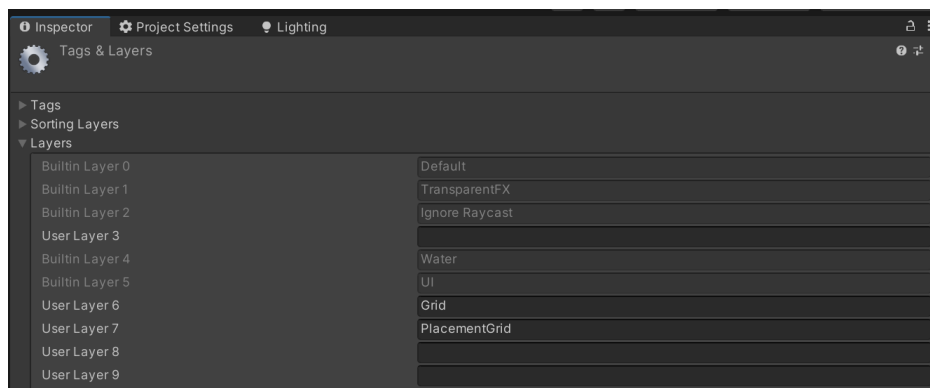 Inspector Project Settings Lighting
Tags & Layers
Tags
Sorting Layers
Layers
Builtin Layer 0 Default
Builtin Layer 1 TransparentFX
Builtin Layer 2 Ignore Raycast
User Layer 3
Builtin Layer 4 Water
Builtin Layer 5 UI
User Layer 6 Grid
User Layer 7 PlacementGrid
User Layer 8
User Layer 9